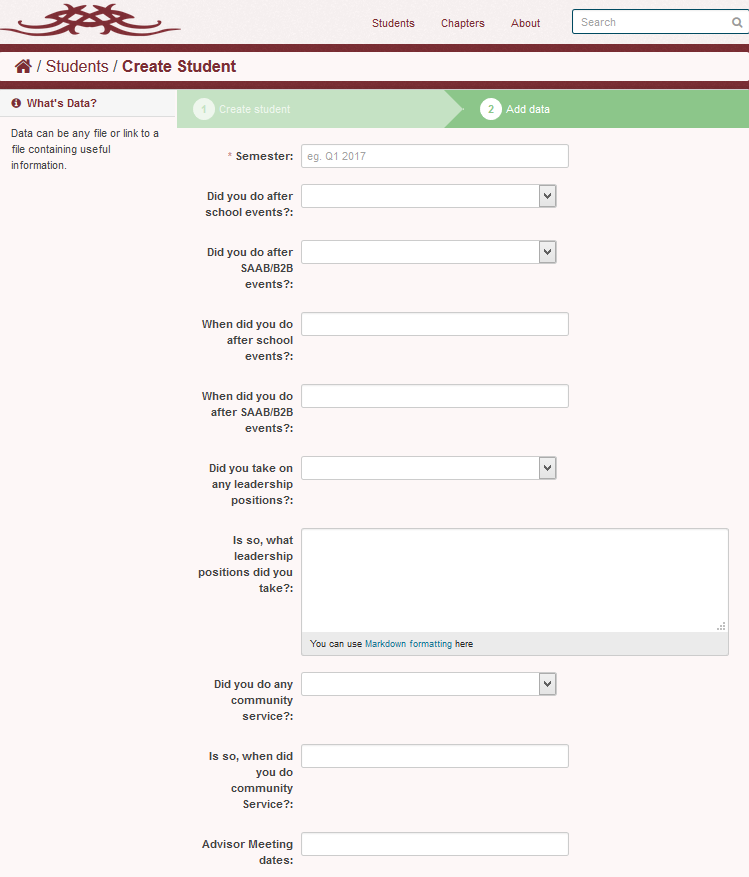 Students Chapters About Search
/ Students / Create Student
What's Data?
Data can be any file or link to a
file containing useful
information.
1 Create student 2 Add data
* Semester: eg. Q1 2017
Did you do after
school events?:
Did you do after
SAAB/B2B
events?:
When did you do
after school
events?:
When did you do
after SAAB/B2B
events?:
Did you take on
any leadership
positions?:
Is so, what
leadership
positions did you
take?:
You can use Markdown formatting here
Did you do any
community
service?:
Is so, when did
you do
community
Service?:
Advisor Meeting
dates: